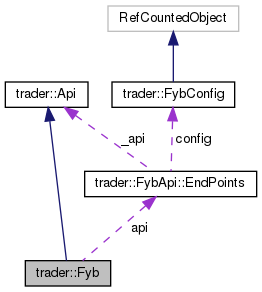 RefCountedObject
trader::Api
trader::FybConfig
_api
config
trader::FybApi::EndPoints
api
trader::Fyb